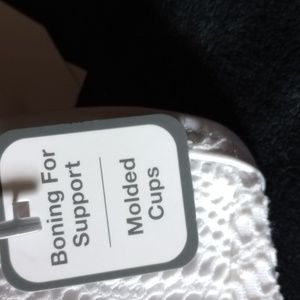 Boning For
Support
Molded
Cups